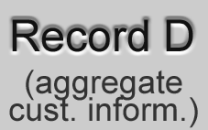 Record D
(aggregate
cust. inform.)